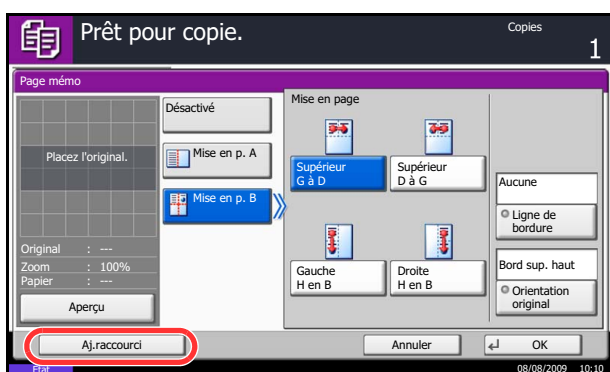 Prêt pour copie.
Copies
1
Page mémo
Placez l'original.
Original : ---
Zoom : 100%
Papier : ---
Aperçu
Désactivé
Mise en p. A
Mise en p. B
Mise en page
Supérieur
G à D
Supérieur
D à G
Gauche
H en B
Droite
H en B
Aucune
Ligne de
bordure
Bord sup. haut
Orientation
original
Aj.raccourci
Annuler
OK
Etat
08/08/2009 10:10